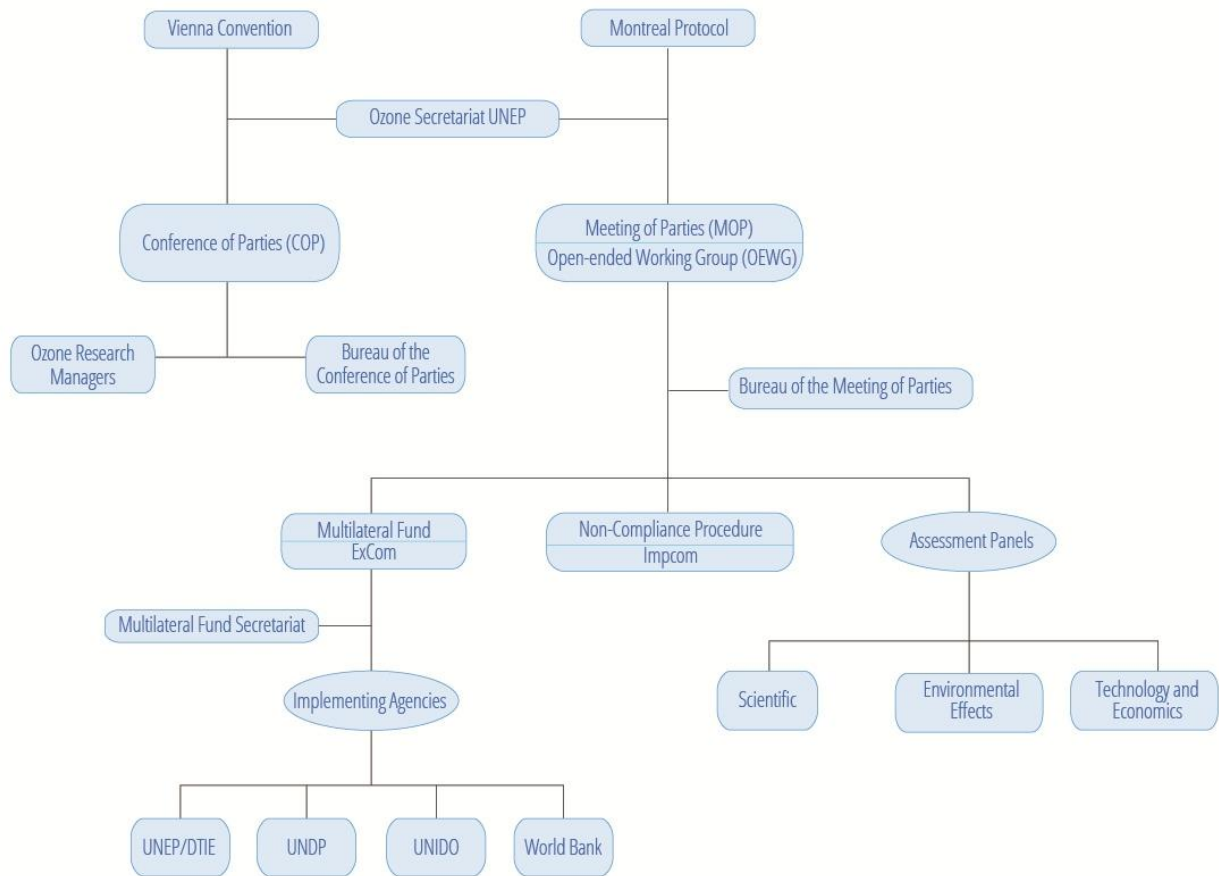 Vienna Convention
Montreal Protocol
Ozone Secretariat UNEP
Conference of Parties (COP)
Meeting of Parties (MOP)
Open-ended Working Group (OEWG)
Ozone Research
Managers
Bureau of the
Conference of Parties
Bureau of the Meeting of Parties
Multilateral Fund
ExCom
Non-Compliance Procedure
Impcom
Assessment Panels
Multilateral Fund Secretariat
Implementing Agencies
Scientific
Environmental
Effects
Technology and
Economics
UNEP/DTIE
UNDP
UNIDO
World Bank